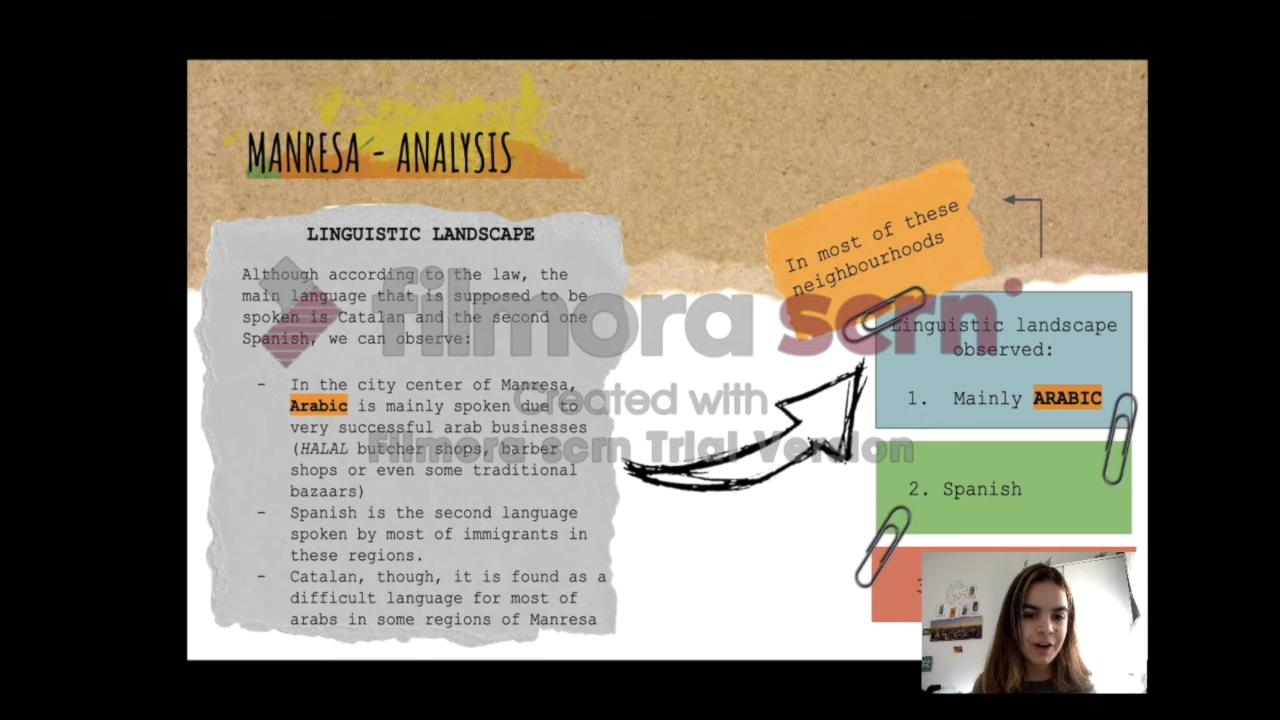 MANRESA - ANALYSIS
LINGUISTIC LANDSCAPE
Although according to the law, the
main language that is supposed to be
spoken is Catalan and the second one
Spanish, we can observe:
- In the city center of Manresa,
Arabic is mainly spoken due to
very successful arab businesses
(HALAL butcher shops, barber
shops or even some traditional
bazaars)
- Spanish is the second language
spoken by most of immigrants in
these regions.
- Catalan, though, it is found as a
difficult language for most of
arabs in some regions of Manresa
In most of these
neighbourhoods
Linguistic landscape
observed:
1. Mainly ARABIC
2. Spanish
filmora scrn
Created with
Filmora scrn Trial Version